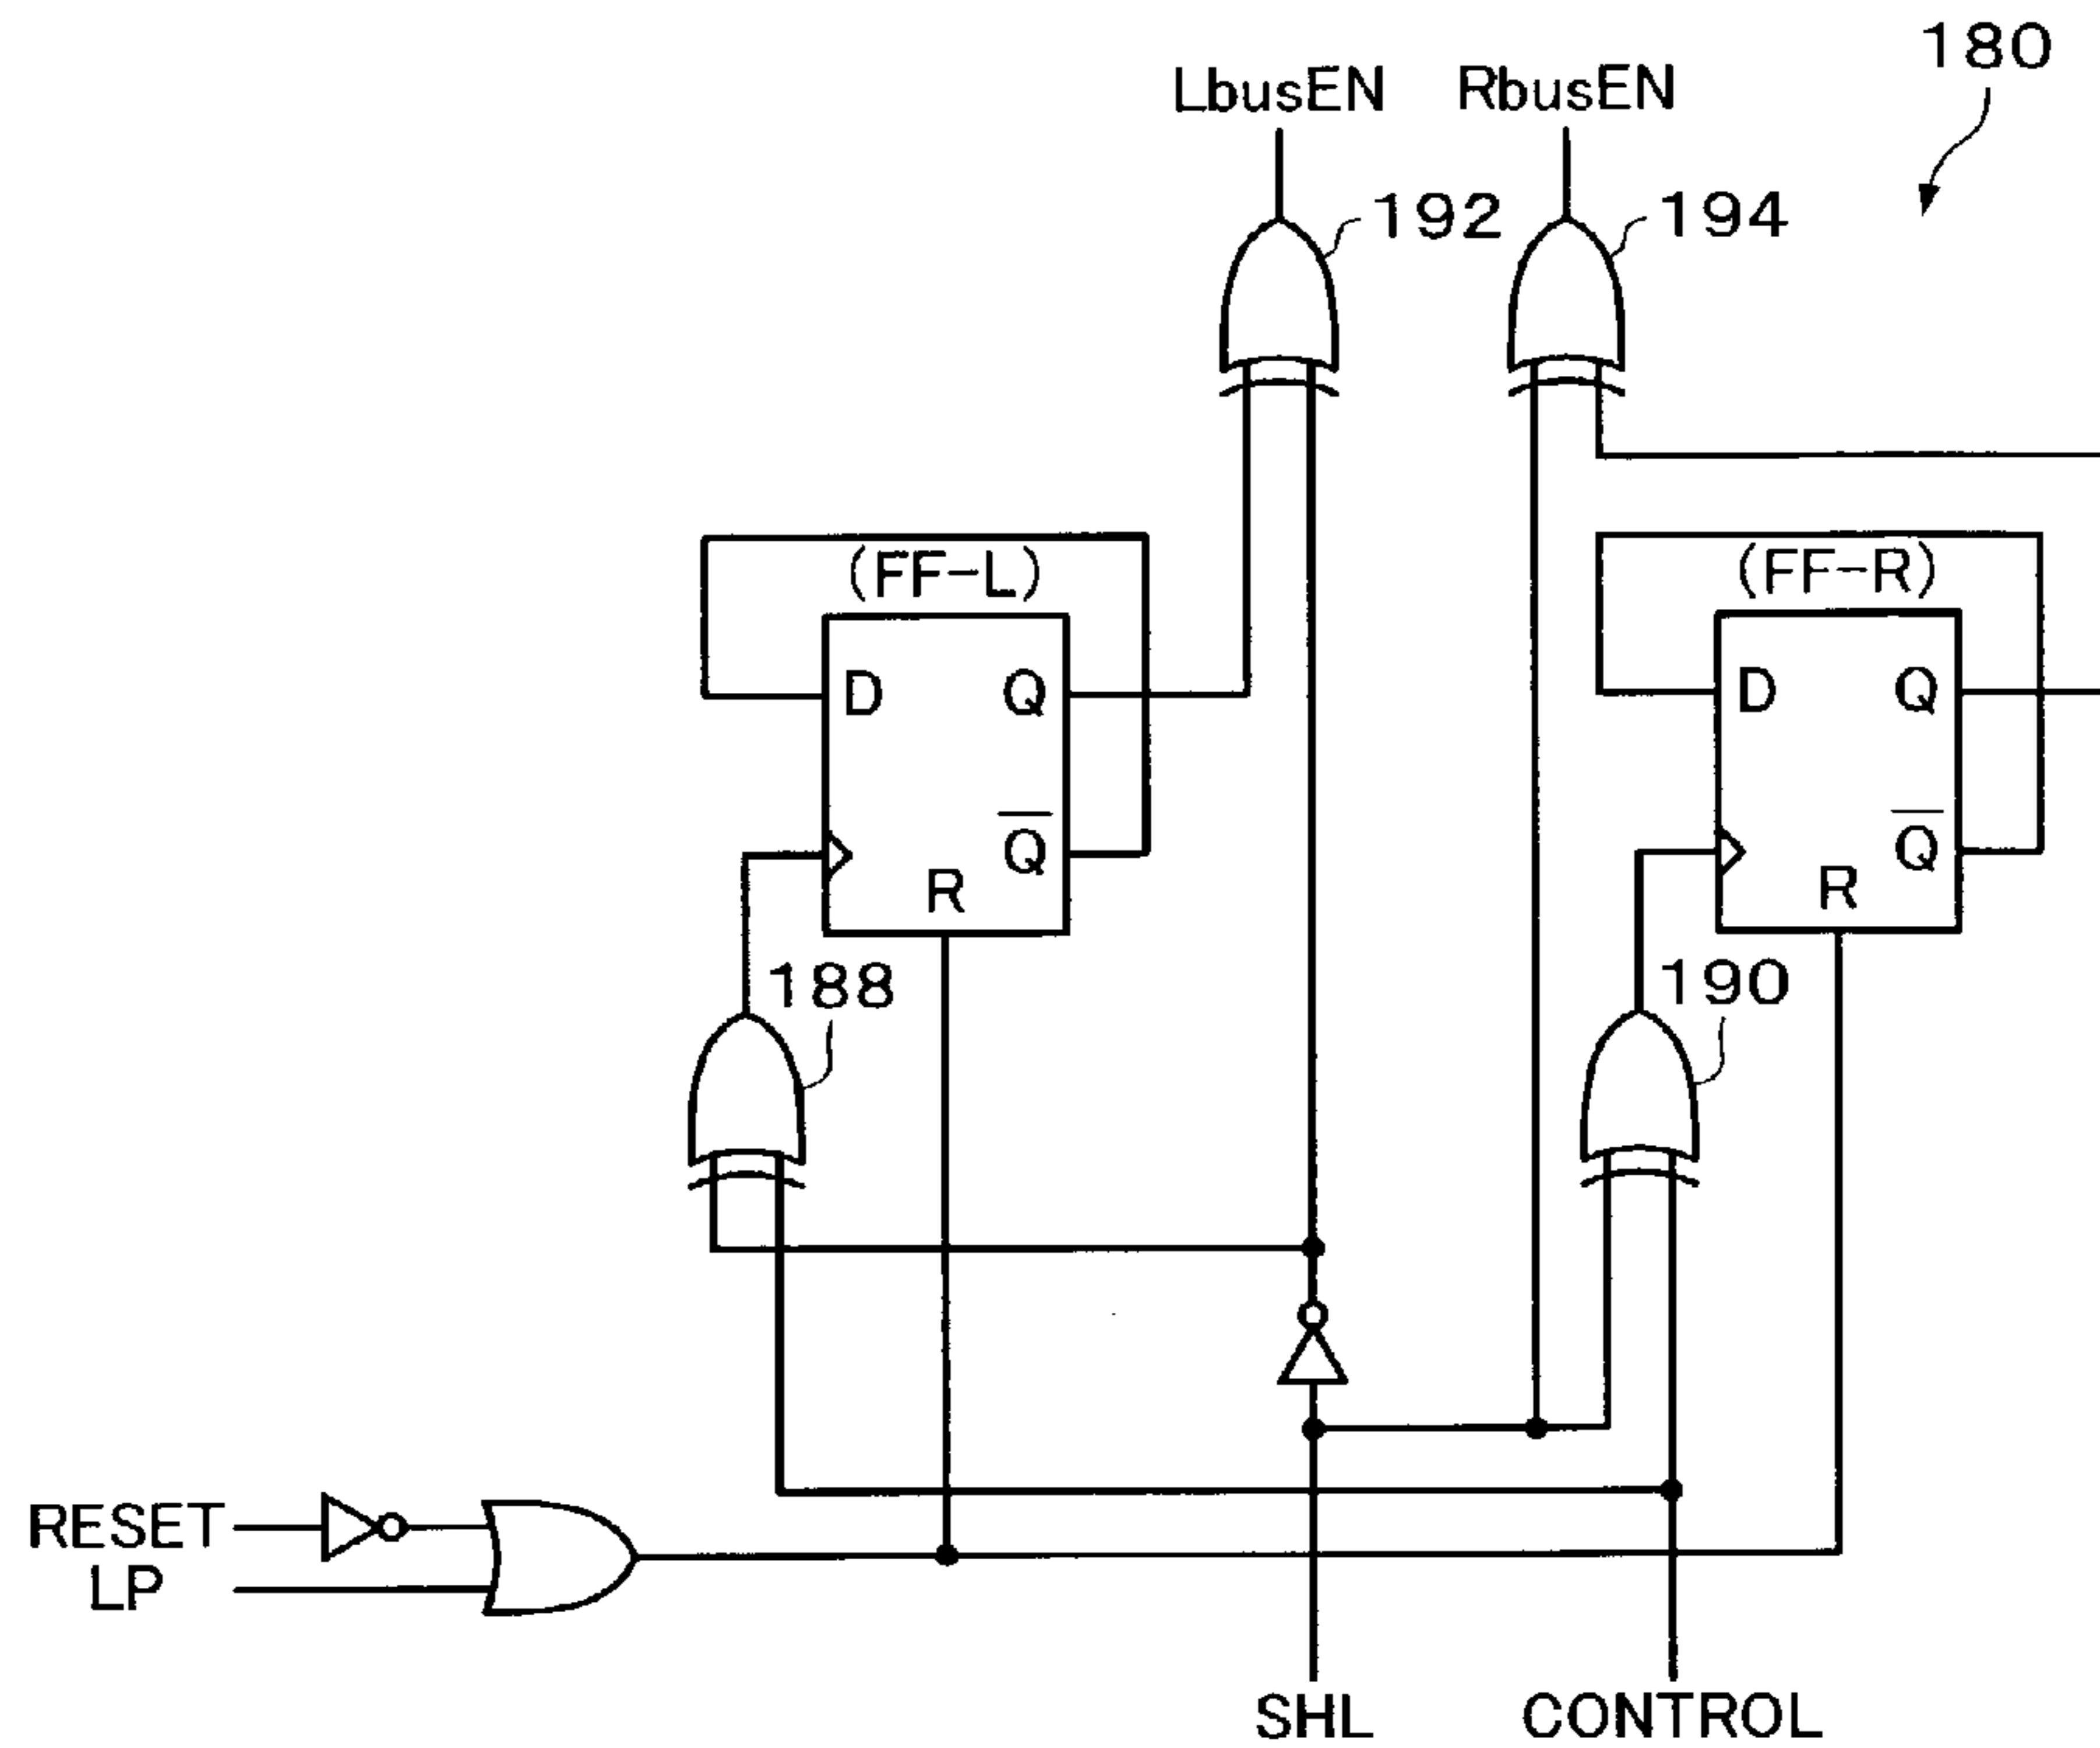 180
LbusEN RbusEN
192
194
(FF-L)
(FF-R)
D Q
D Q
Q
R
Q
R
188
190
RESET
LP
SHL CONTROL